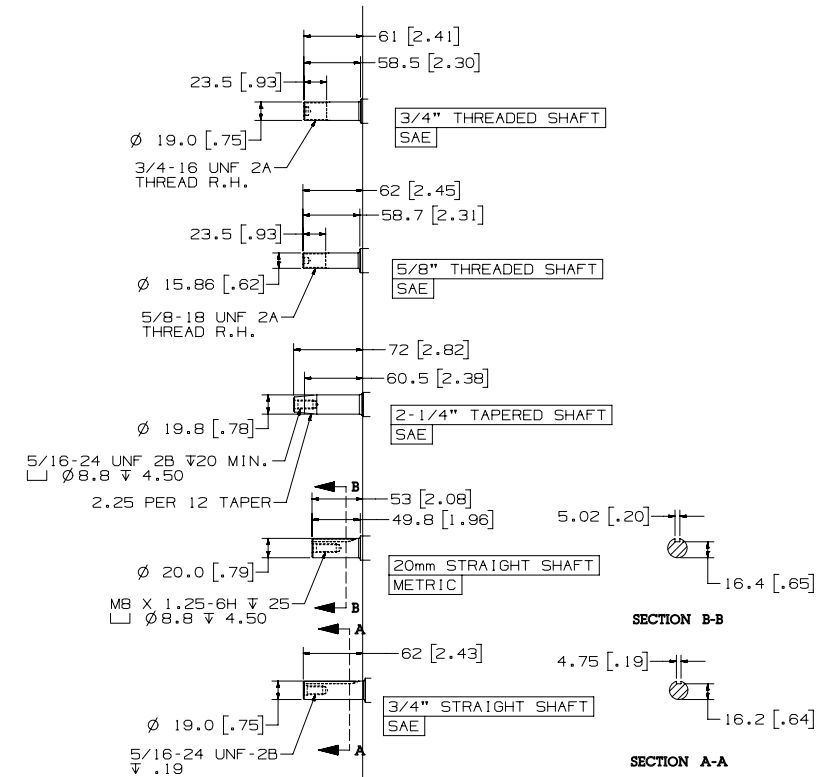 61 [2.41]
58.5 [2.30]
23.5 [.93]
3/4" THREADED SHAFT
SAE
Ø 19.0 [.75]
3/4-16 UNF 2A
THREAD R.H.
62 [2.45]
58.7 [2.31]
23.5 [.93]
5/8" THREADED SHAFT
SAE
Ø 15.86 [.62]
5/8-18 UNF 2A
THREAD R.H.
72 [2.82]
60.5 [2.38]
2-1/4" TAPERED SHAFT
SAE
Ø 19.8 [.78]
5/16-24 UNF 2B ↧20 MIN.
⌴ Ø8.8 ↧ 4.50
2.25 PER 12 TAPER
B
53 [2.08]
49.8 [1.96]
5.02 [.20]
20mm STRAIGHT SHAFT
METRIC
Ø 20.0 [.79]
16.4 [.65]
M8 X 1.25-6H ↧ 25
⌴ Ø8.8 ↧ 4.50
B
SECTION B-B
A
62 [2.43]
4.75 [.19]
3/4" STRAIGHT SHAFT
SAE
Ø 19.0 [.75]
16.2 [.64]
5/16-24 UNF-2B
↧ .19
A
SECTION A-A